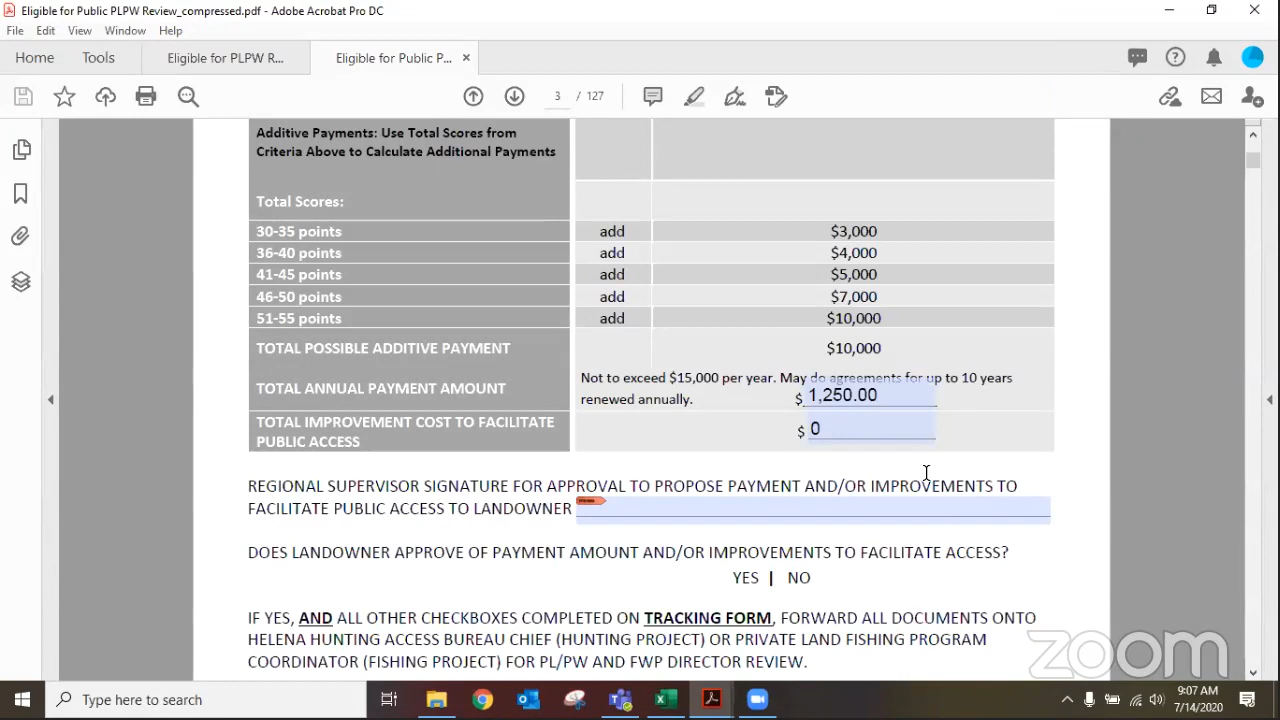 Eligible for Public PLPW Review_compressed.pdf - Adobe Acrobat Pro DC
File Edit View Window Help
Home Tools Eligible for PLPW R... Eligible for Public P... ×
3 / 127
Additive Payments: Use Total Scores from
Criteria Above to Calculate Additional Payments
Total Scores:
30-35 points add $3,000
36-40 points add $4,000
41-45 points add $5,000
46-50 points add $7,000
51-55 points add $10,000
TOTAL POSSIBLE ADDITIVE PAYMENT $10,000
Not to exceed $15,000 per year. May do agreements for up to 10 years
TOTAL ANNUAL PAYMENT AMOUNT
renewed annually. $ 1,250.00
TOTAL IMPROVEMENT COST TO FACILITATE
PUBLIC ACCESS $ 0
REGIONAL SUPERVISOR SIGNATURE FOR APPROVAL TO PROPOSE PAYMENT AND/OR IMPROVEMENTS TO
FACILITATE PUBLIC ACCESS TO LANDOWNER
DOES LANDOWNER APPROVE OF PAYMENT AMOUNT AND/OR IMPROVEMENTS TO FACILITATE ACCESS?
YES | NO
IF YES, AND ALL OTHER CHECKBOXES COMPLETED ON TRACKING FORM, FORWARD ALL DOCUMENTS ONTO
HELENA HUNTING ACCESS BUREAU CHIEF (HUNTING PROJECT) OR PRIVATE LAND FISHING PROGRAM
COORDINATOR (FISHING PROJECT) FOR PL/PW AND FWP DIRECTOR REVIEW.
zoom
Type here to search
9:07 AM
7/14/2020